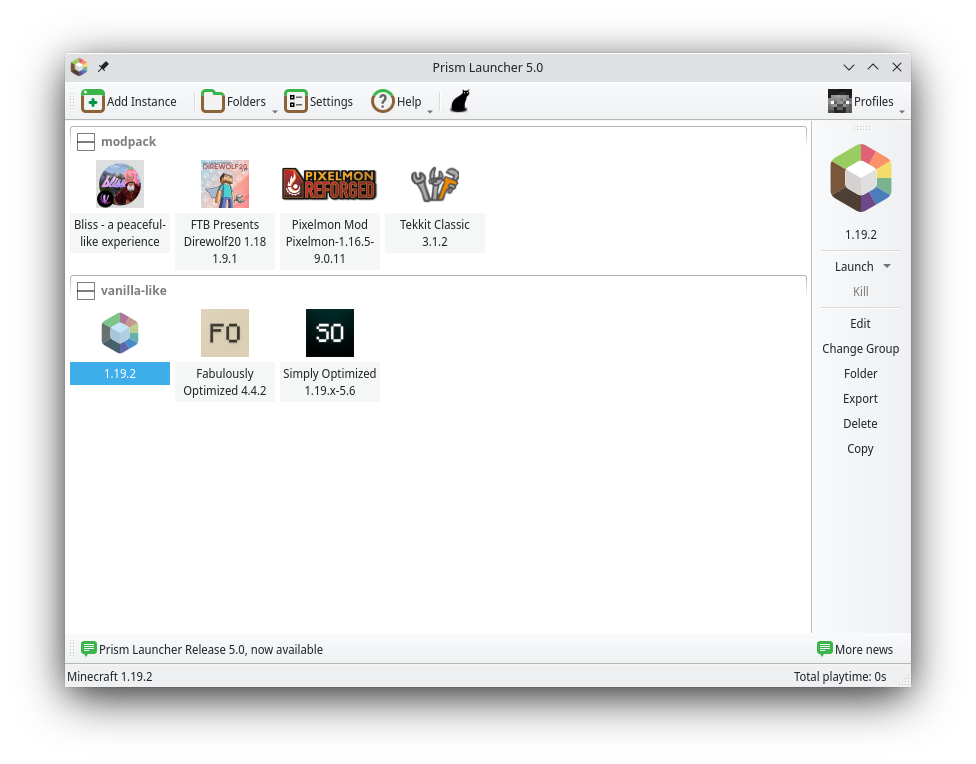 Prism Launcher 5.0
Add Instance Folders Settings Help Profiles
modpack
bliss
DIREWOLF20
PIXELMON
REFORGED
Bliss - a peaceful-
like experience
FTB Presents
Direwolf20 1.18
1.9.1
Pixelmon Mod
Pixelmon-1.16.5-
9.0.11
Tekkit Classic
3.1.2
vanilla-like
FO
SO
1.19.2
Fabulously
Optimized 4.4.2
Simply Optimized
1.19.x-5.6
1.19.2
Launch
Kill
Edit
Change Group
Folder
Export
Delete
Copy
Prism Launcher Release 5.0, now available
More news
Minecraft 1.19.2
Total playtime: 0s